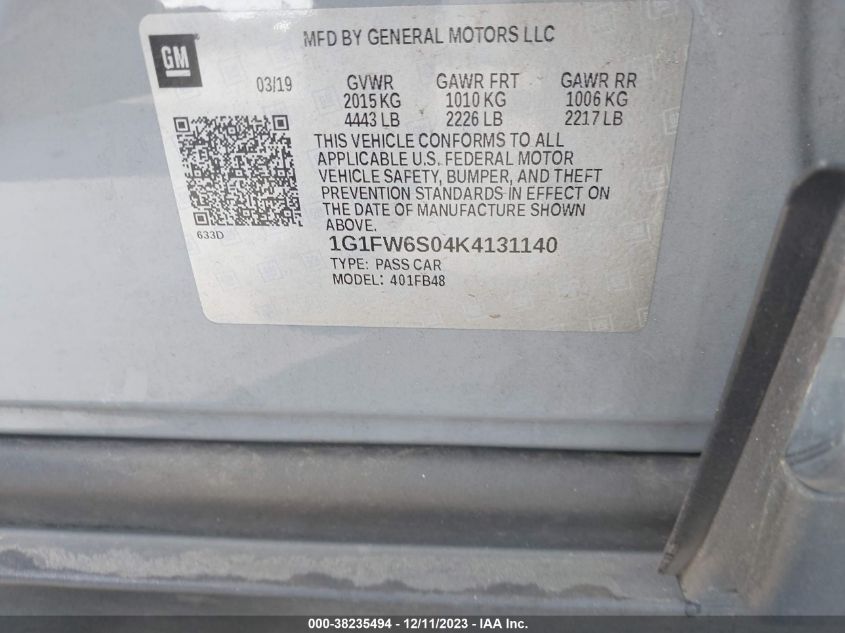 MFD BY GENERAL MOTORS LLC
GM
03/19 GVWR GAWR FRT GAWR RR
2015 KG 1010 KG 1006 KG
4443 LB 2226 LB 2217 LB
THIS VEHICLE CONFORMS TO ALL
APPLICABLE U.S. FEDERAL MOTOR
VEHICLE SAFETY, BUMPER, AND THEFT
PREVENTION STANDARDS IN EFFECT ON
THE DATE OF MANUFACTURE SHOWN
ABOVE.
633D
1G1FW6S04K4131140
TYPE: PASS CAR
MODEL: 401FB48
000-38235494 - 12/11/2023 - IAA Inc.